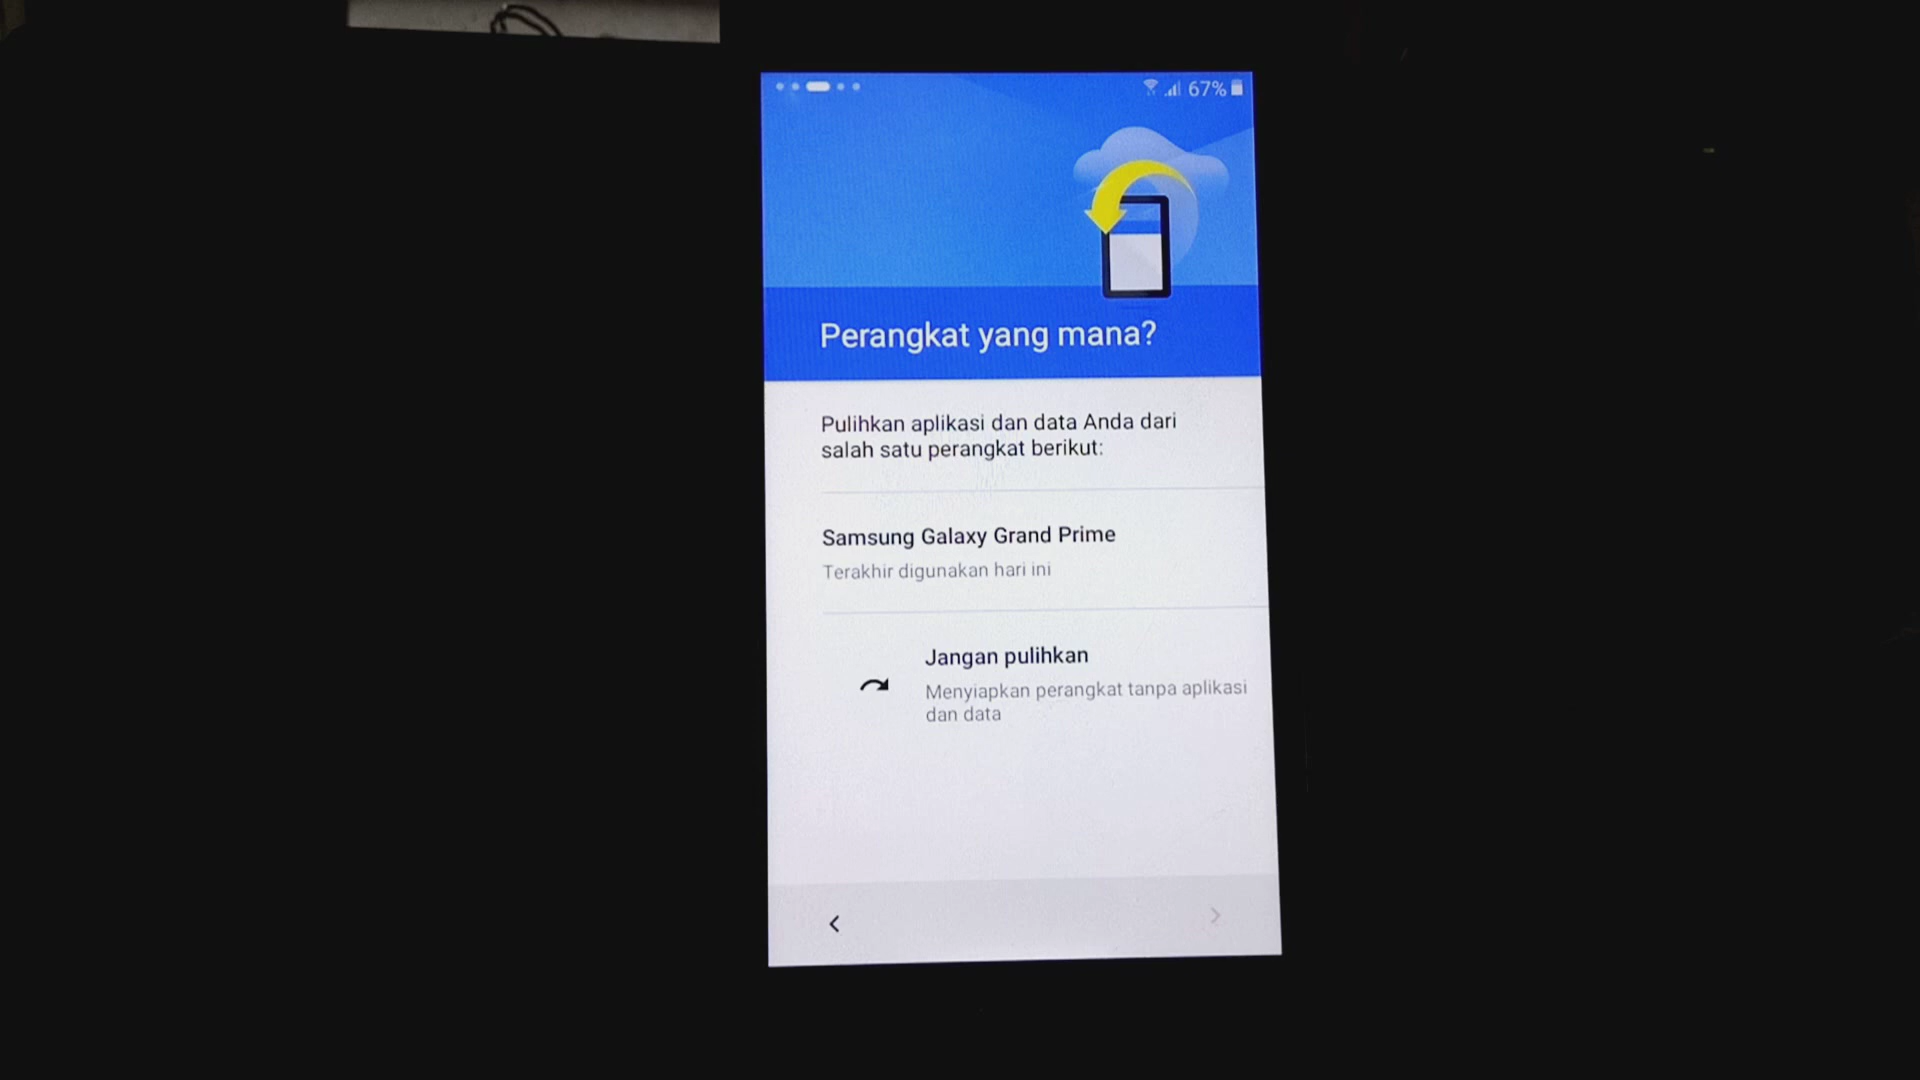 67%
Perangkat yang mana?
Pulihkan aplikasi dan data Anda dari
salah satu perangkat berikut:
Samsung Galaxy Grand Prime
Terakhir digunakan hari ini
Jangan pulihkan
Menyiapkan perangkat tanpa aplikasi
dan data